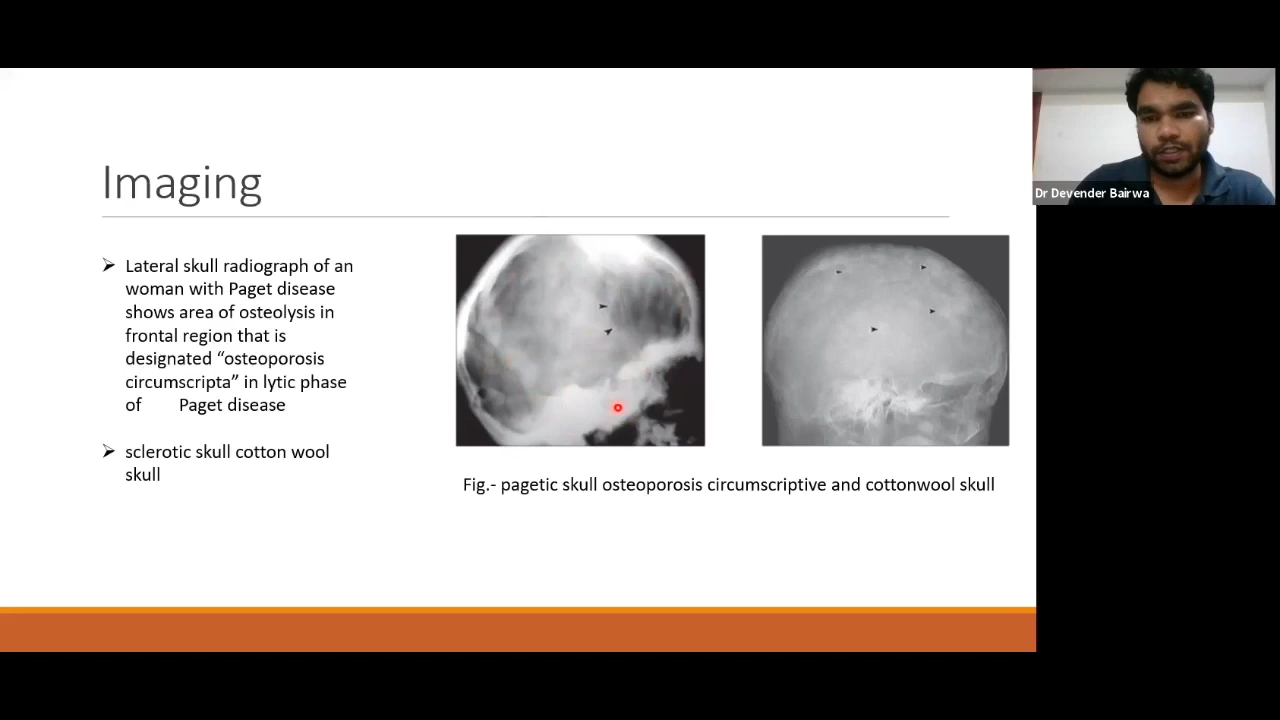 Imaging
➢ Lateral skull radiograph of an
woman with Paget disease
shows area of osteolysis in
frontal region that is
designated “osteoporosis
circumscripta” in lytic phase
of Paget disease
➢ sclerotic skull cotton wool
skull
Fig.- pagetic skull osteoporosis circumscriptive and cottonwool skull
Dr Devender Bairwa